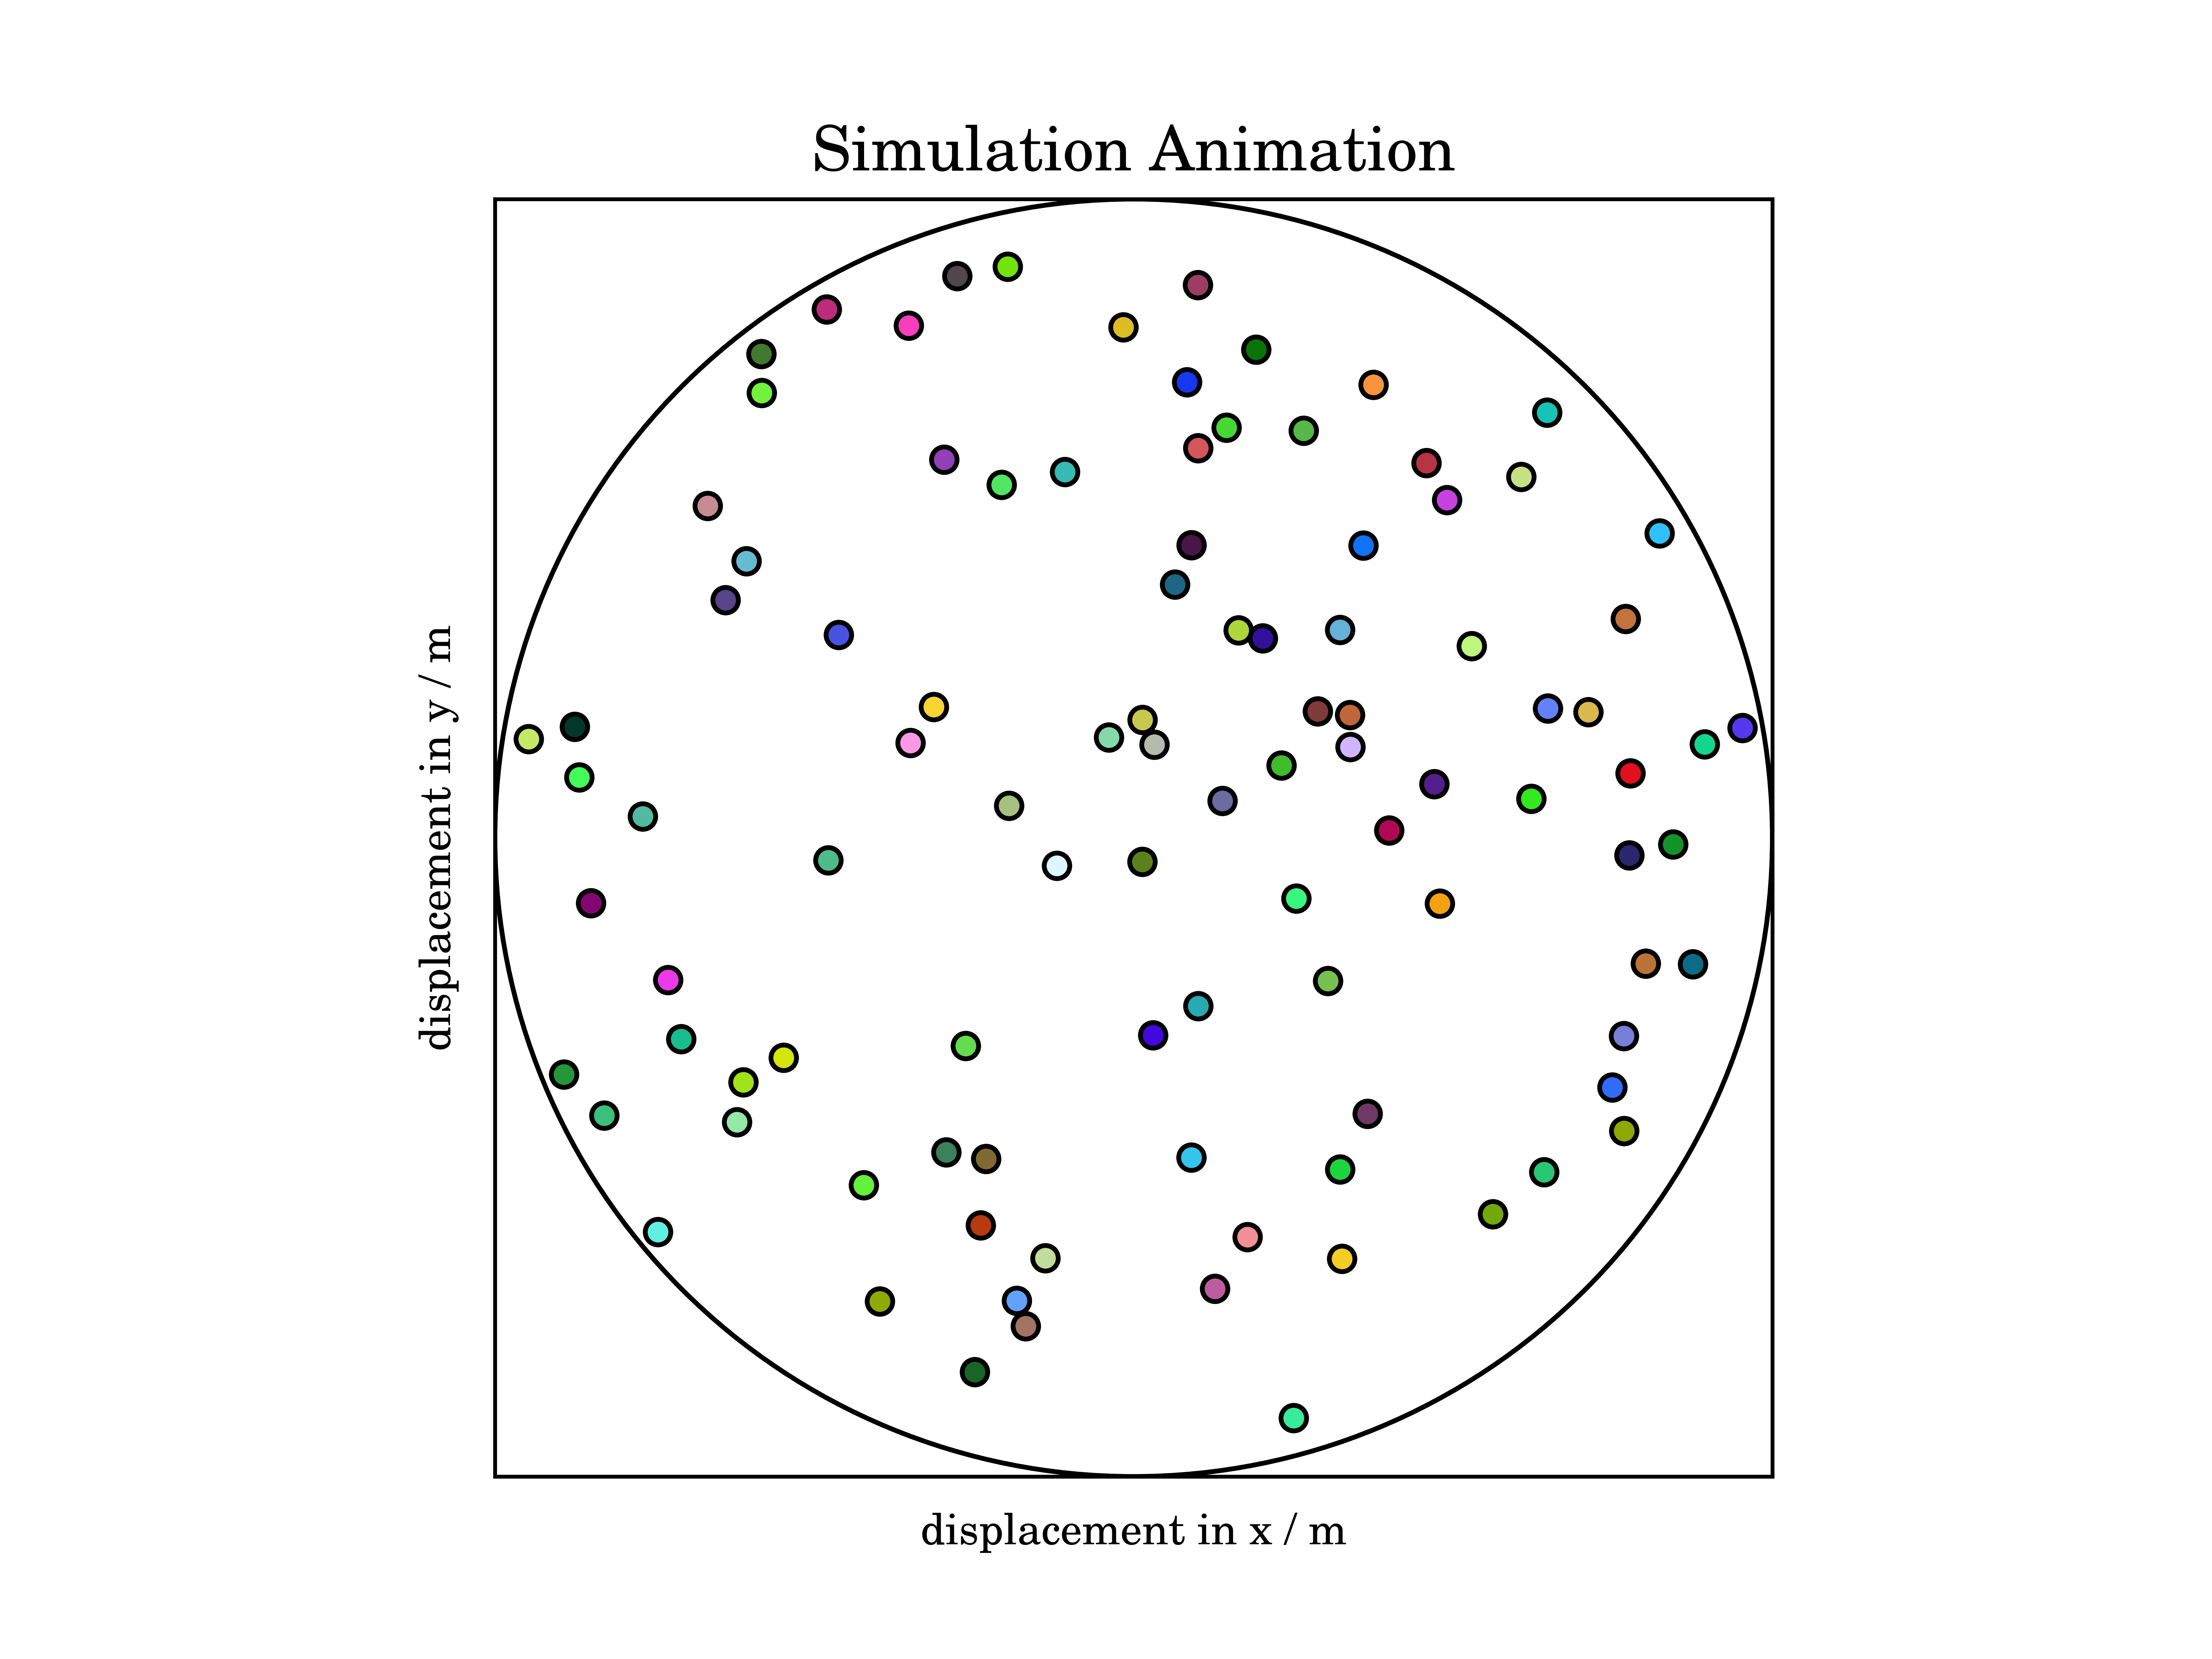 Simulation Animation
displacement in y / m
displacement in x / m